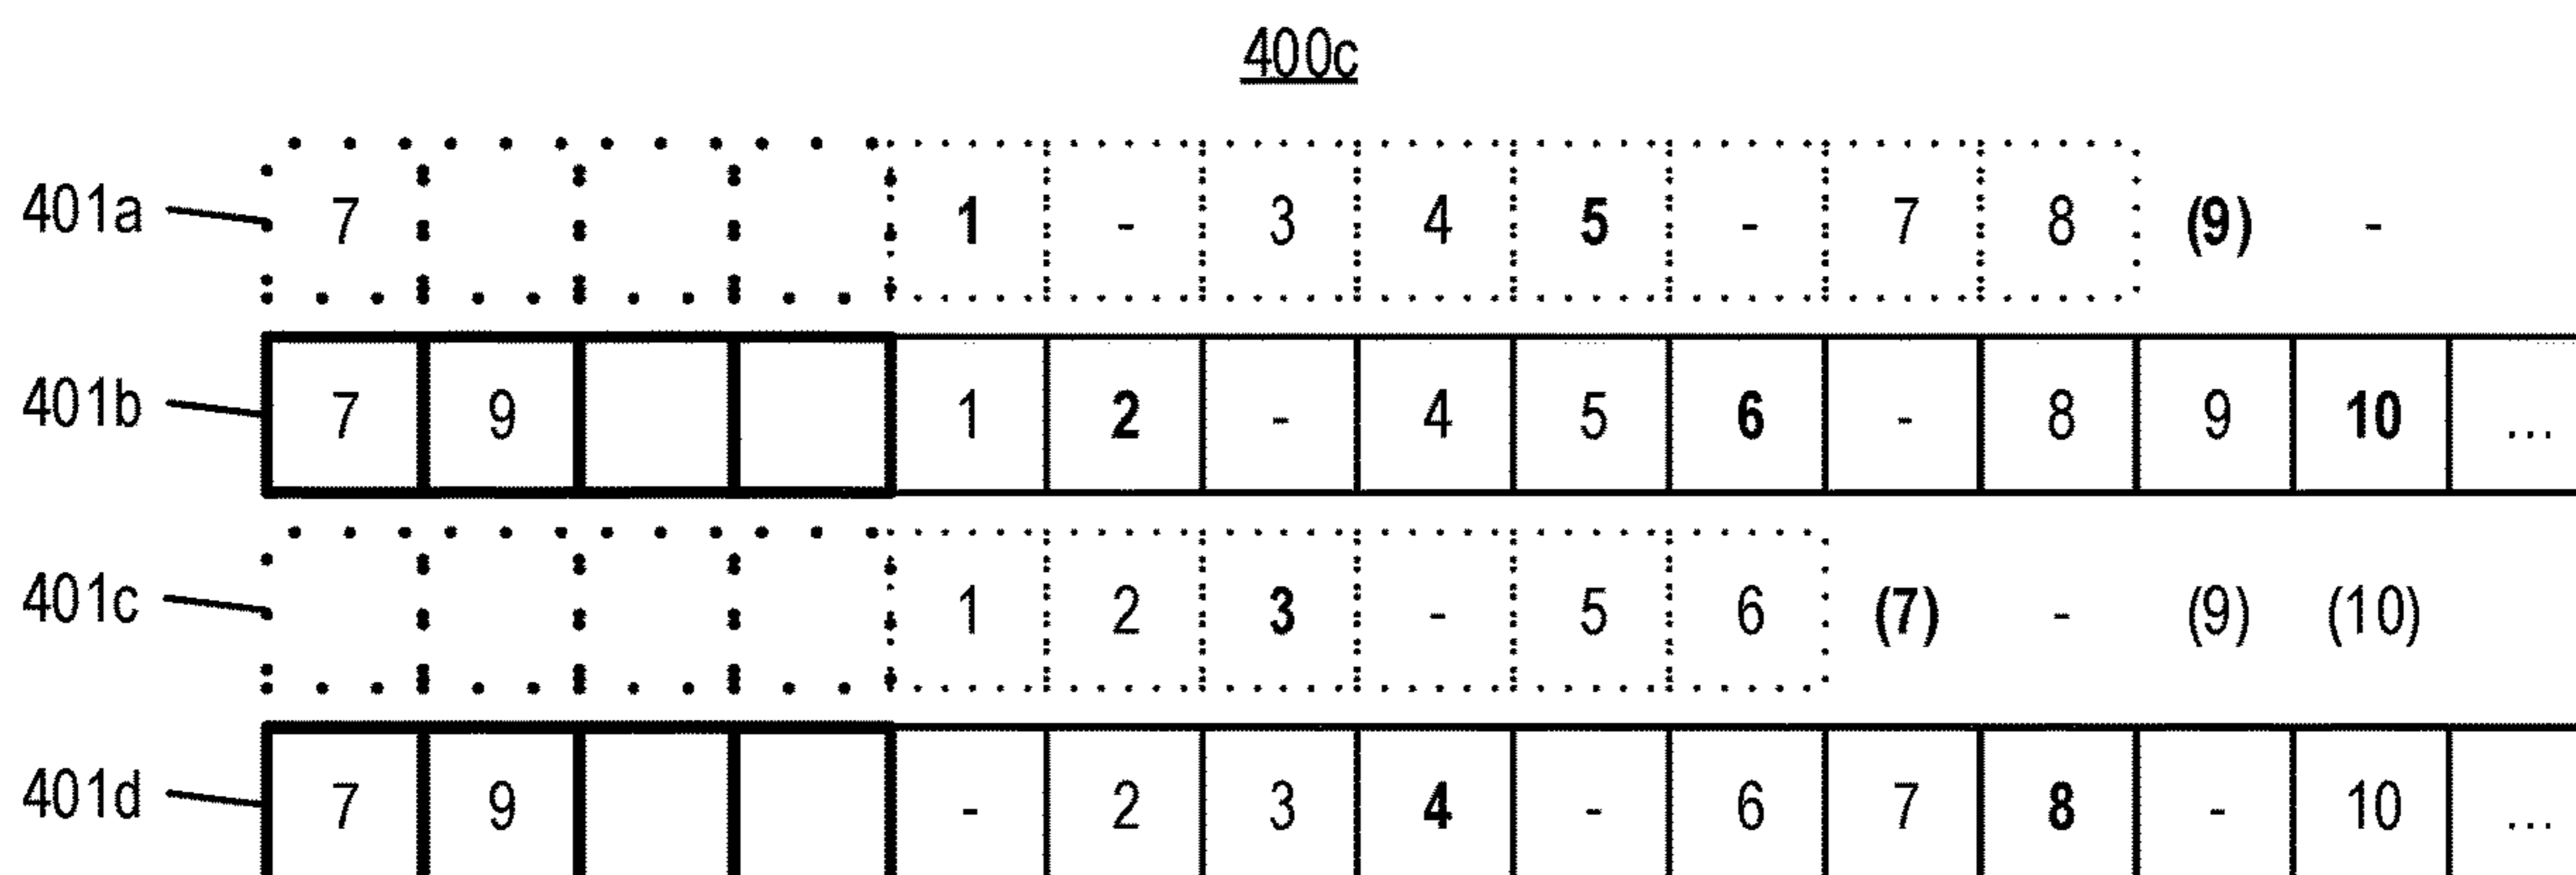 400c
401a 7 1 - 3 4 5 - 7 8 (9) -
401b 7 9 1 2 - 4 5 6 - 8 9 10 ...
401c 1 2 3 - 5 6 (7) - (9) (10)
401d 7 9 - 2 3 4 - 6 7 8 - 10 ...